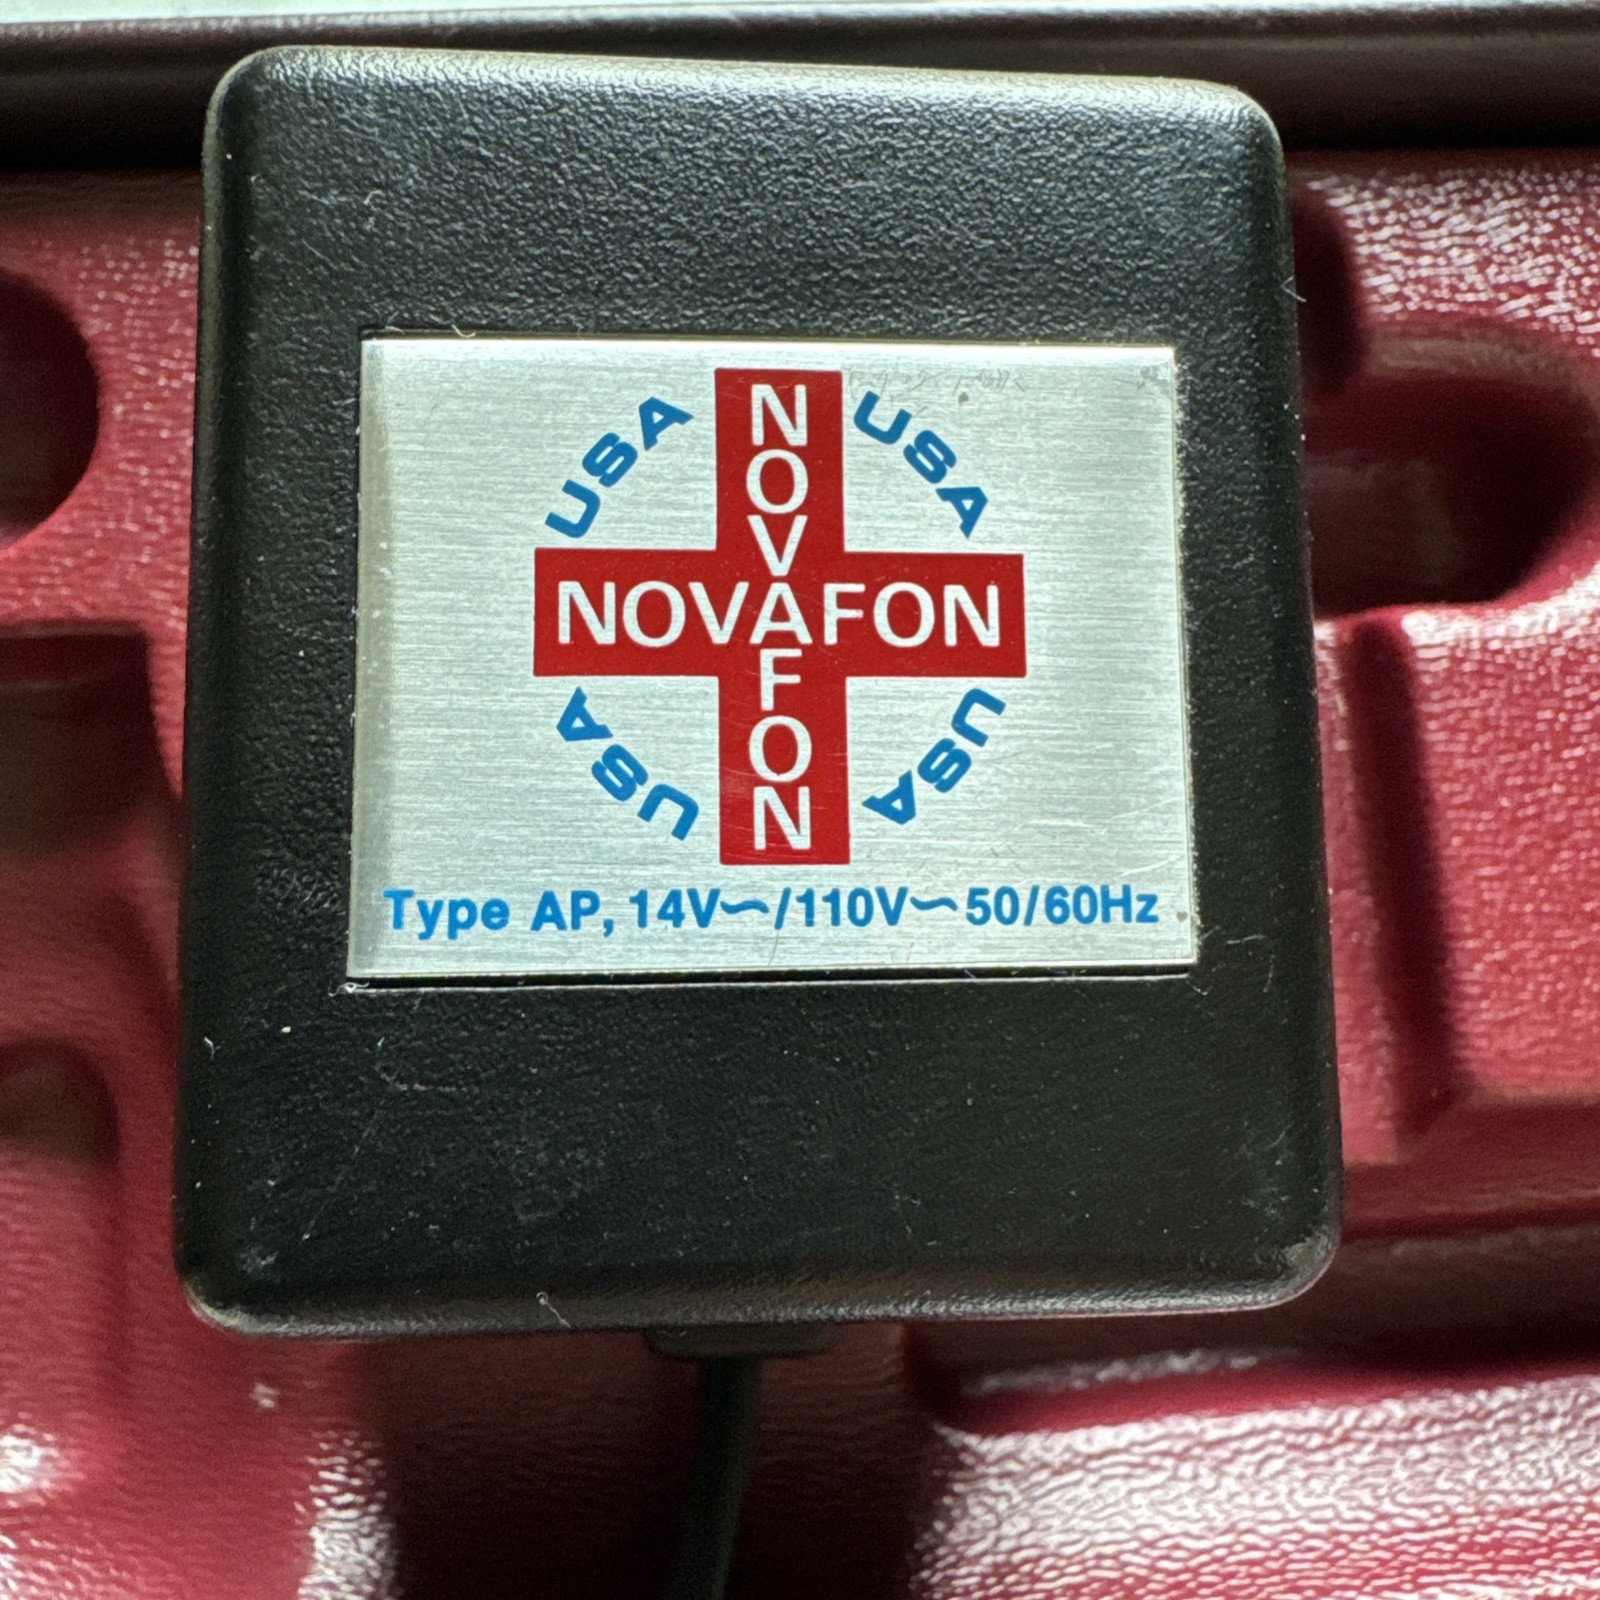 USA USA
NOVAFON
NOVAFON
USA USA
Type AP, 14V~/110V~50/60Hz